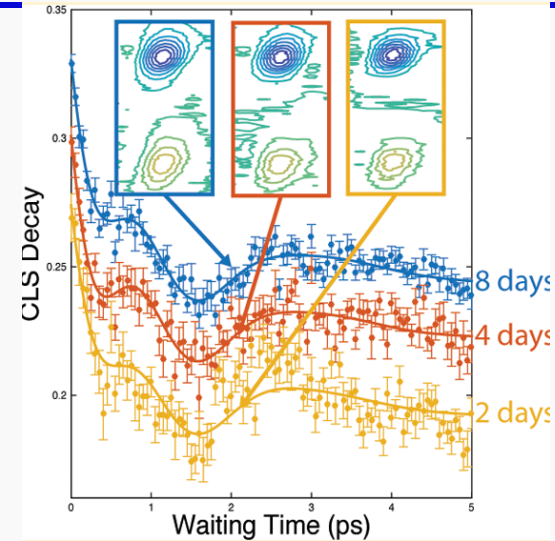 0.35
0.3
0.25
0.2
CLS Decay
8 days
4 days
2 days
0 1 2 3 4 5
Waiting Time (ps)